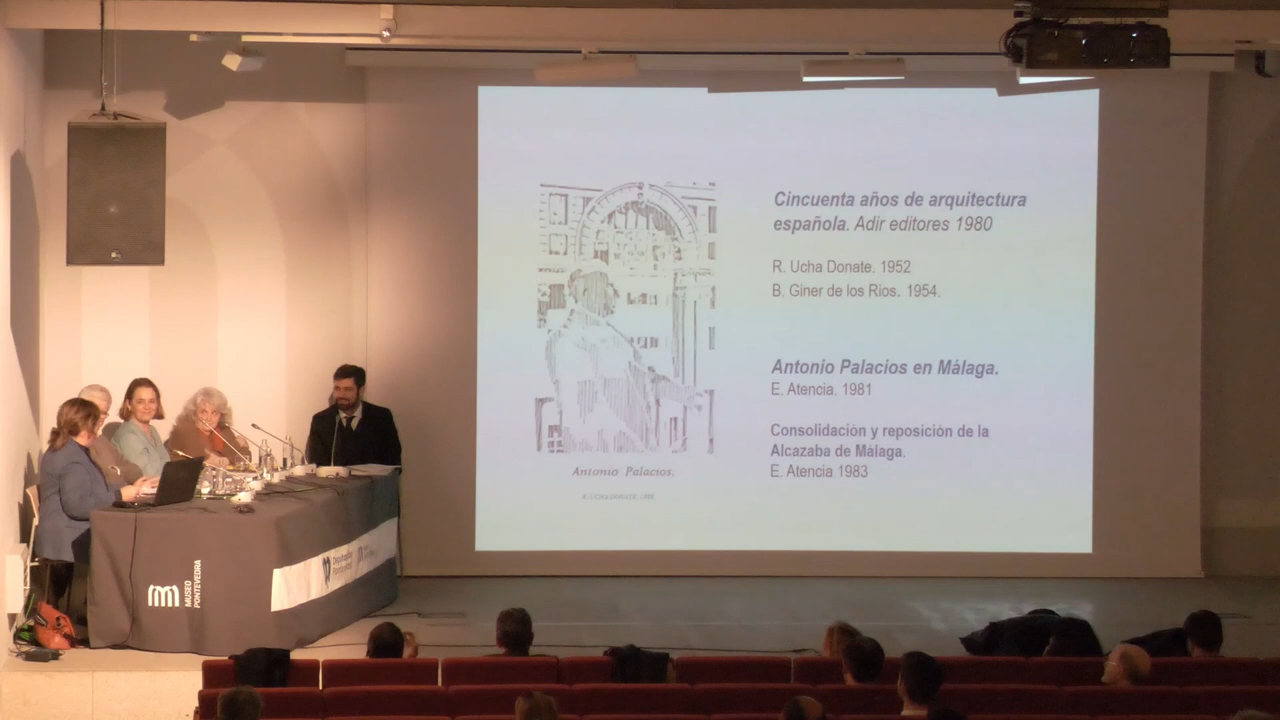 Cincuenta años de arquitectura
española. Adir editores 1980
R. Ucha Donate. 1952
B. Giner de los Rios. 1954.
Antonio Palacios en Málaga.
E. Atencia. 1981
Consolidación y reposición de la
Alcazaba de Málaga.
E. Atencia 1983
Antonio Palacios.
MUSEO
PONTEVEDRA